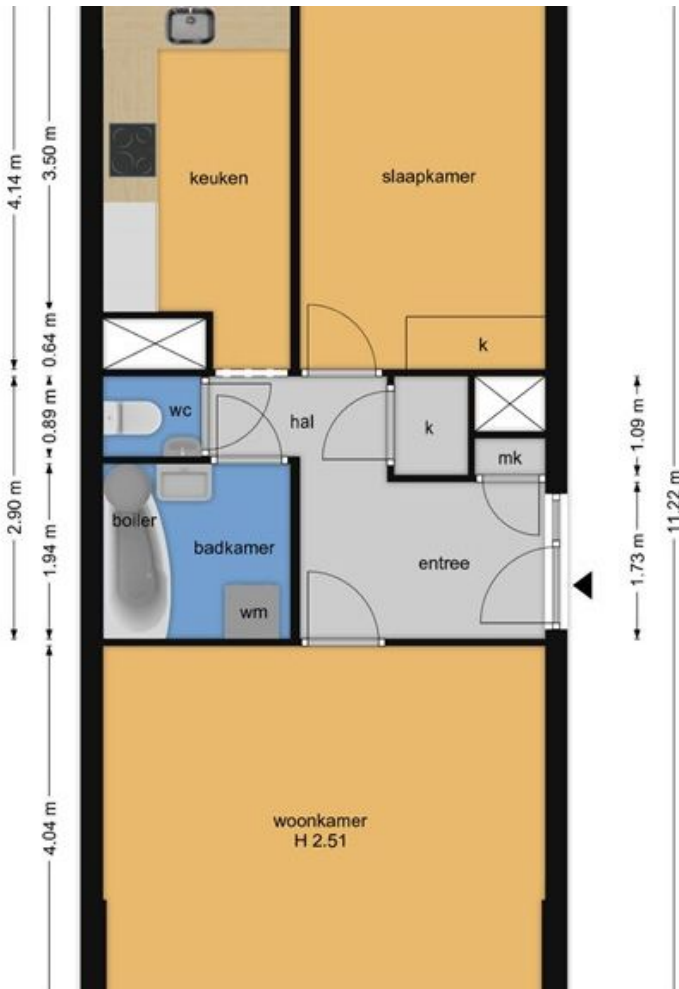 4.14 m
3.50 m
0.64 m
0.89 m
2.90 m
1.94 m
4.04 m
keuken
slaapkamer
k
wc
hal
k
mk
boiler
badkamer
entree
wm
woonkamer
H 2.51
1.09 m
1.73 m
11.22 m